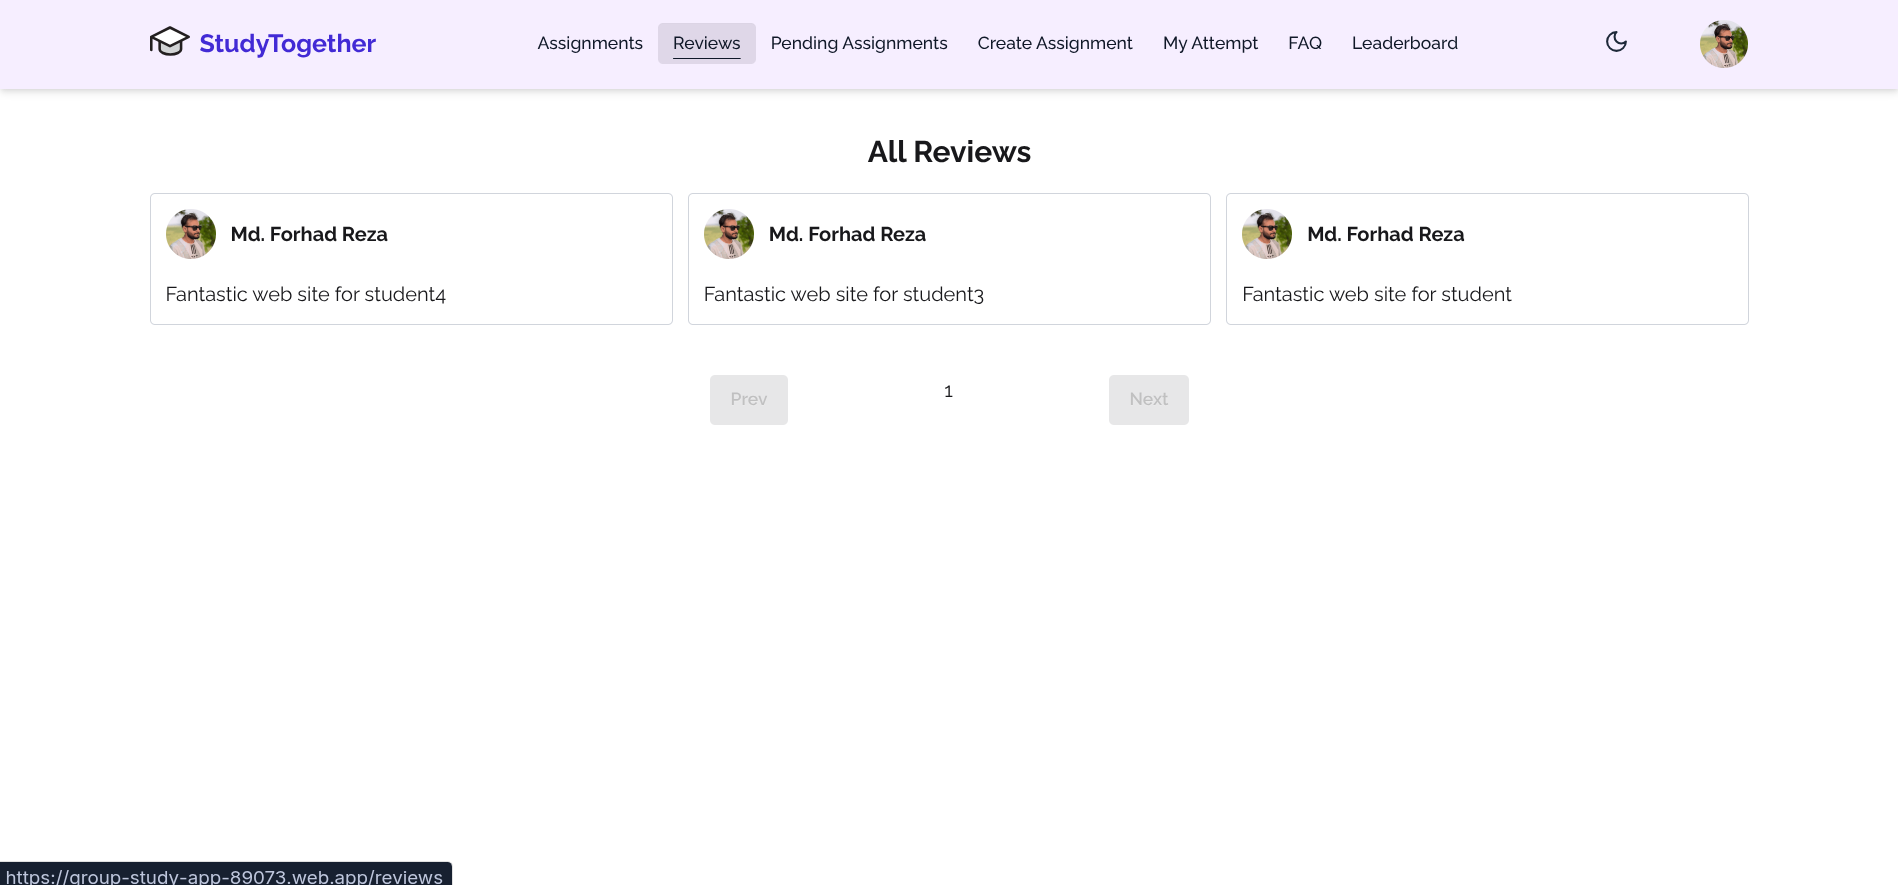 StudyTogether
Assignments Reviews Pending Assignments Create Assignment My Attempt FAQ Leaderboard
All Reviews
Md. Forhad Reza
Fantastic web site for student4
Md. Forhad Reza
Fantastic web site for student3
Md. Forhad Reza
Fantastic web site for student
Prev 1 Next
https://group-study-app-89073.web.app/reviews